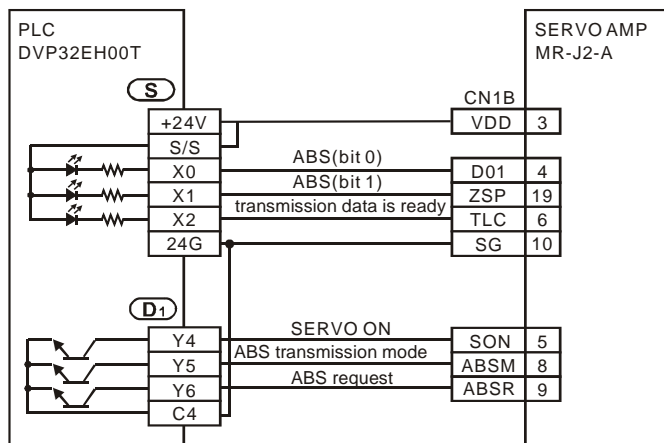 PLC
DVP32EH00T
SERVO AMP
MR-J2-A
S
CN1B
+24V
VDD 3
S/S
ABS(bit 0)
X0
D01 4
ABS(bit 1)
X1
ZSP 19
transmission data is ready
X2
TLC 6
24G
SG 10
D1
SERVO ON
Y4
SON 5
ABS transmission mode
Y5
ABSM 8
ABS request
Y6
ABSR 9
C4